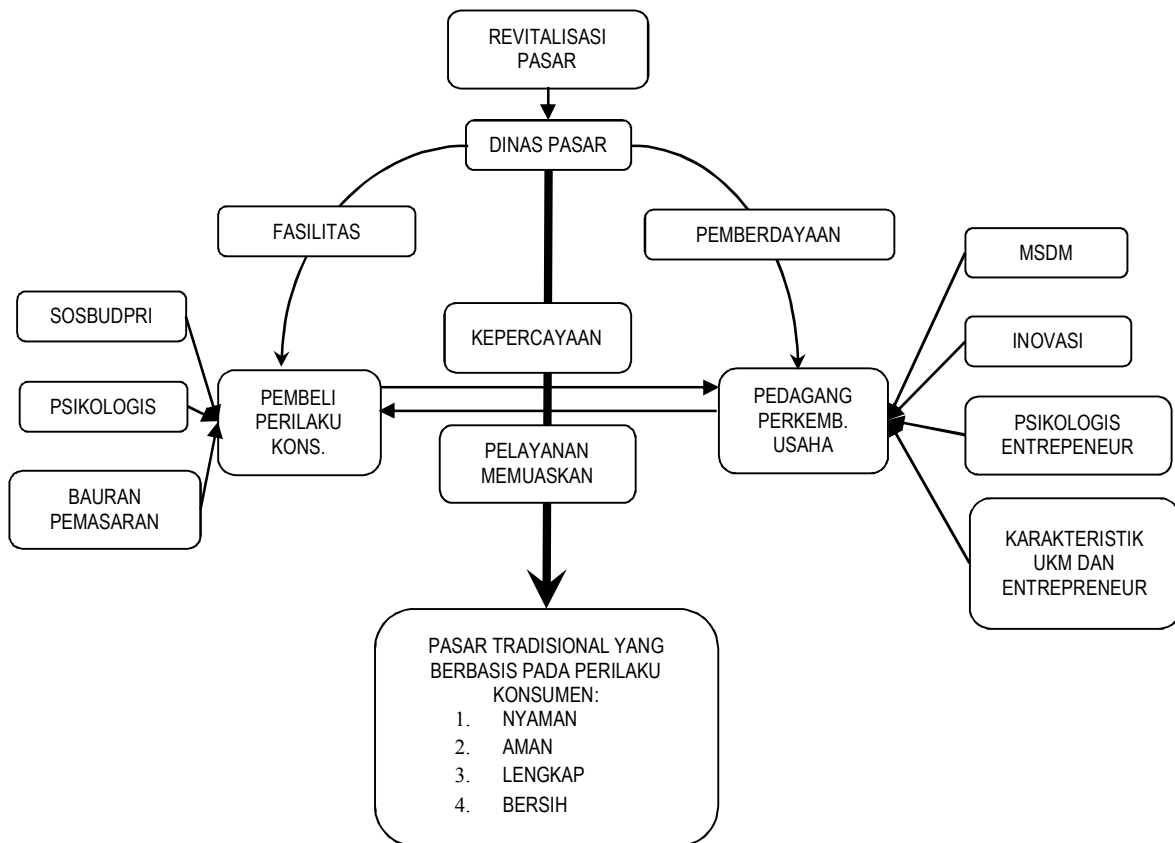 REVITALISASI
PASAR
DINAS PASAR
FASILITAS
PEMBERDAYAAN
MSDM
SOSBUDPRI
KEPERCAYAAN
INOVASI
PSIKOLOGIS
PEMBELI
PERILAKU
KONS.
PEDAGANG
PERKEMB.
USAHA
PSIKOLOGIS
ENTREPENEUR
PELAYANAN
MEMUASKAN
BAURAN
PEMASARAN
KARAKTERISTIK
UKM DAN
ENTREPRENEUR
PASAR TRADISIONAL YANG
BERBASIS PADA PERILAKU
KONSUMEN:
1. NYAMAN
2. AMAN
3. LENGKAP
4. BERSIH